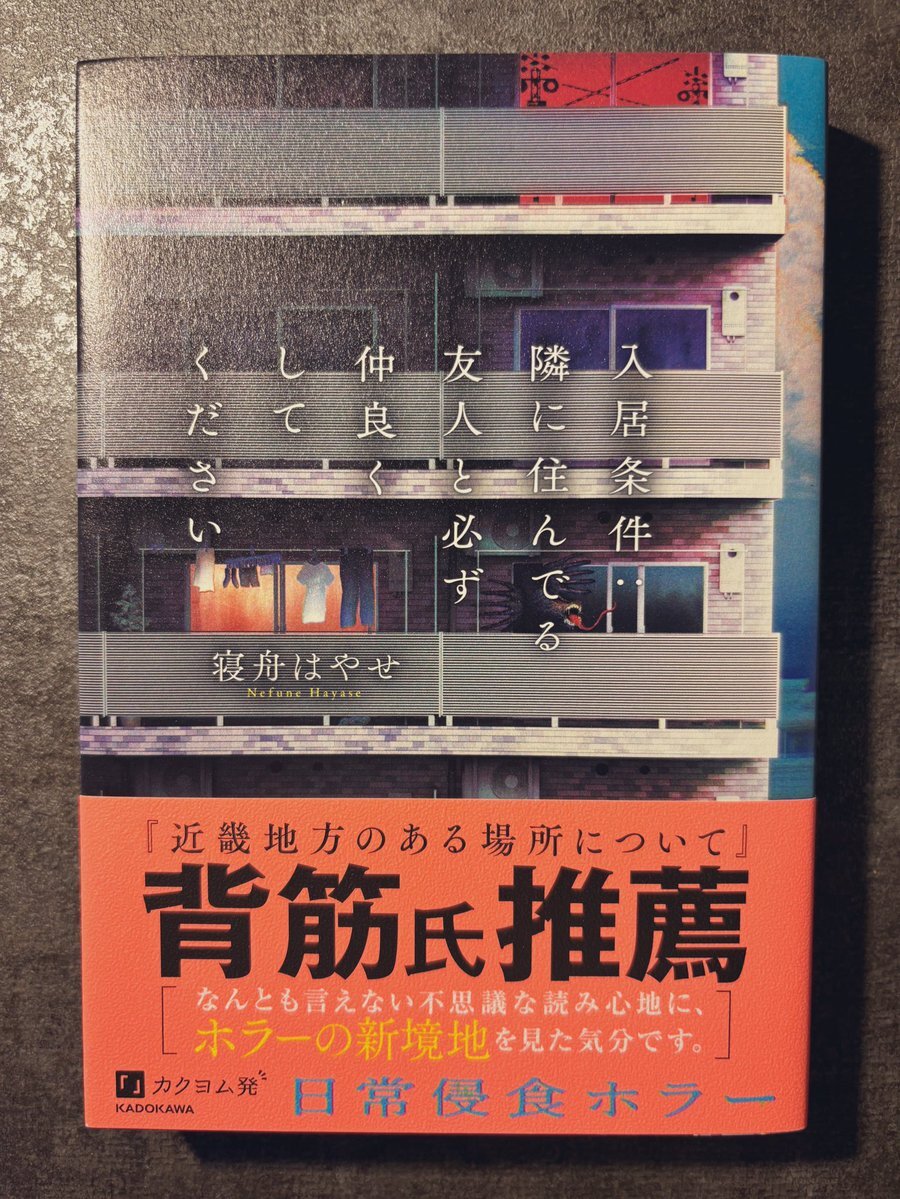 入居条件：
隣に住んでる
友人と必ず
仲良く
して
ください
寝舟はやせ
Nefune Hayase
『近畿地方のある場所について』
背筋氏推薦
なんとも言えない不思議な読み心地に、
ホラーの新境地を見た気分です。
「」カクヨム発
KADOKAWA
日常侵食ホラー